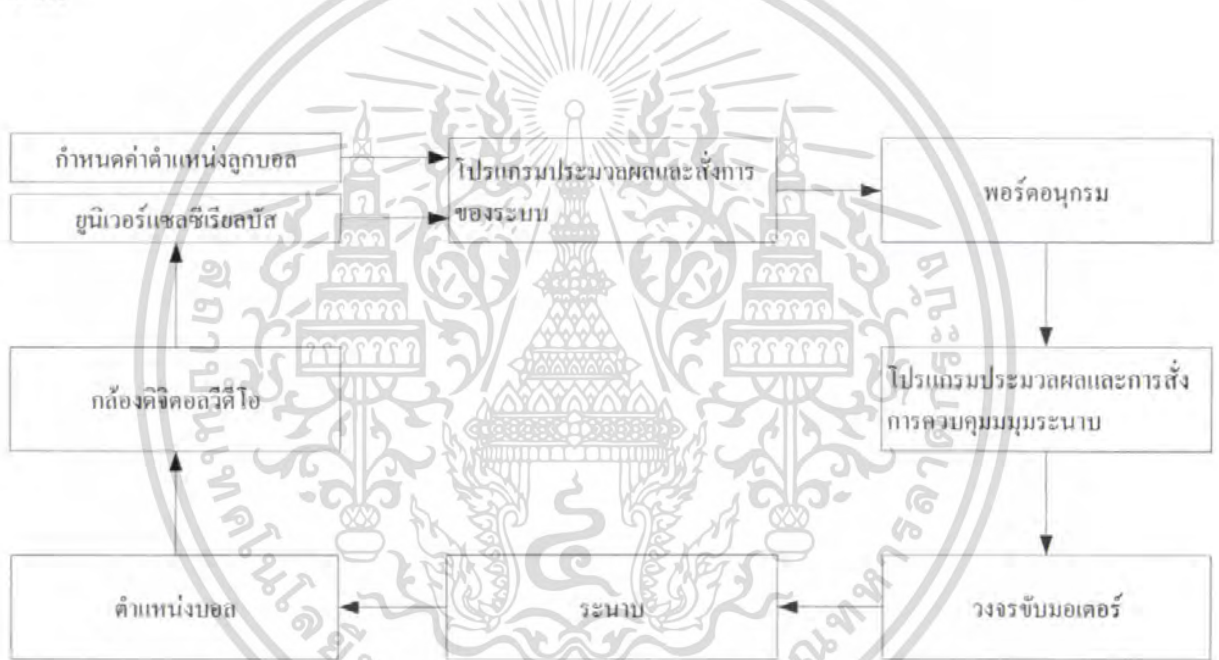 กำหนดค่าตำแหน่งลูกบอล
ยูนิเวอร์แซลซีเรียลบัส
โปรแกรมประมวลผลและสั่งการ
ของระบบ
พอร์ตอนุกรม
กล้องดิจิตอลวีดีโอ
โปรแกรมประมวลผลและการสั่ง
การควบคุมมมุมระนาบ
ตำแหน่งบอล
ระนาบ
วงจรขับมอเตอร์